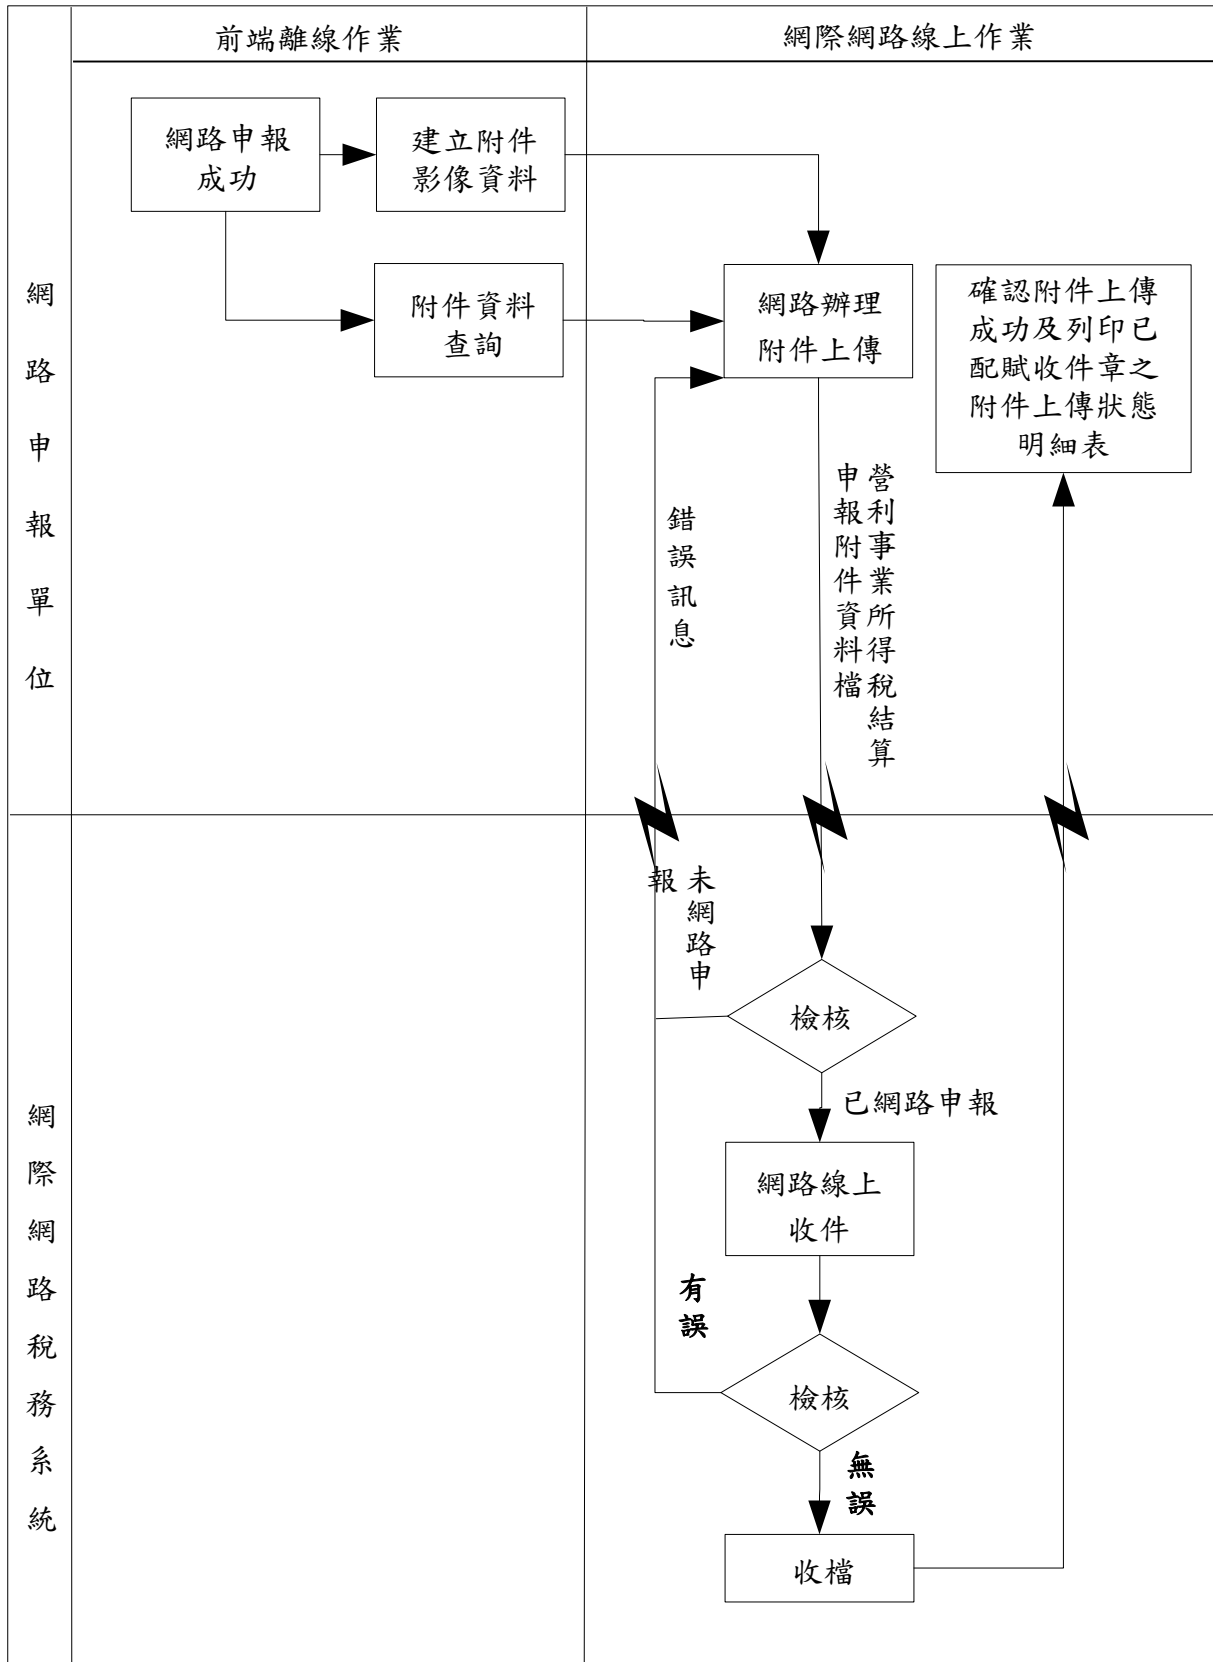 前端離線作業
網際網路線上作業
網路申報單位
網路申報
成功
建立附件
影像資料
附件資料
查詢
網路辦理
附件上傳
確認附件上傳
成功及列印已
配賦收件章之
附件上傳狀態
明細表
錯誤訊息
營利事業所得稅結算
申報附件資料檔
網際網路稅務系統
未網路申
報
檢核
已網路申報
網路線上
收件
有誤
檢核
無誤
收檔